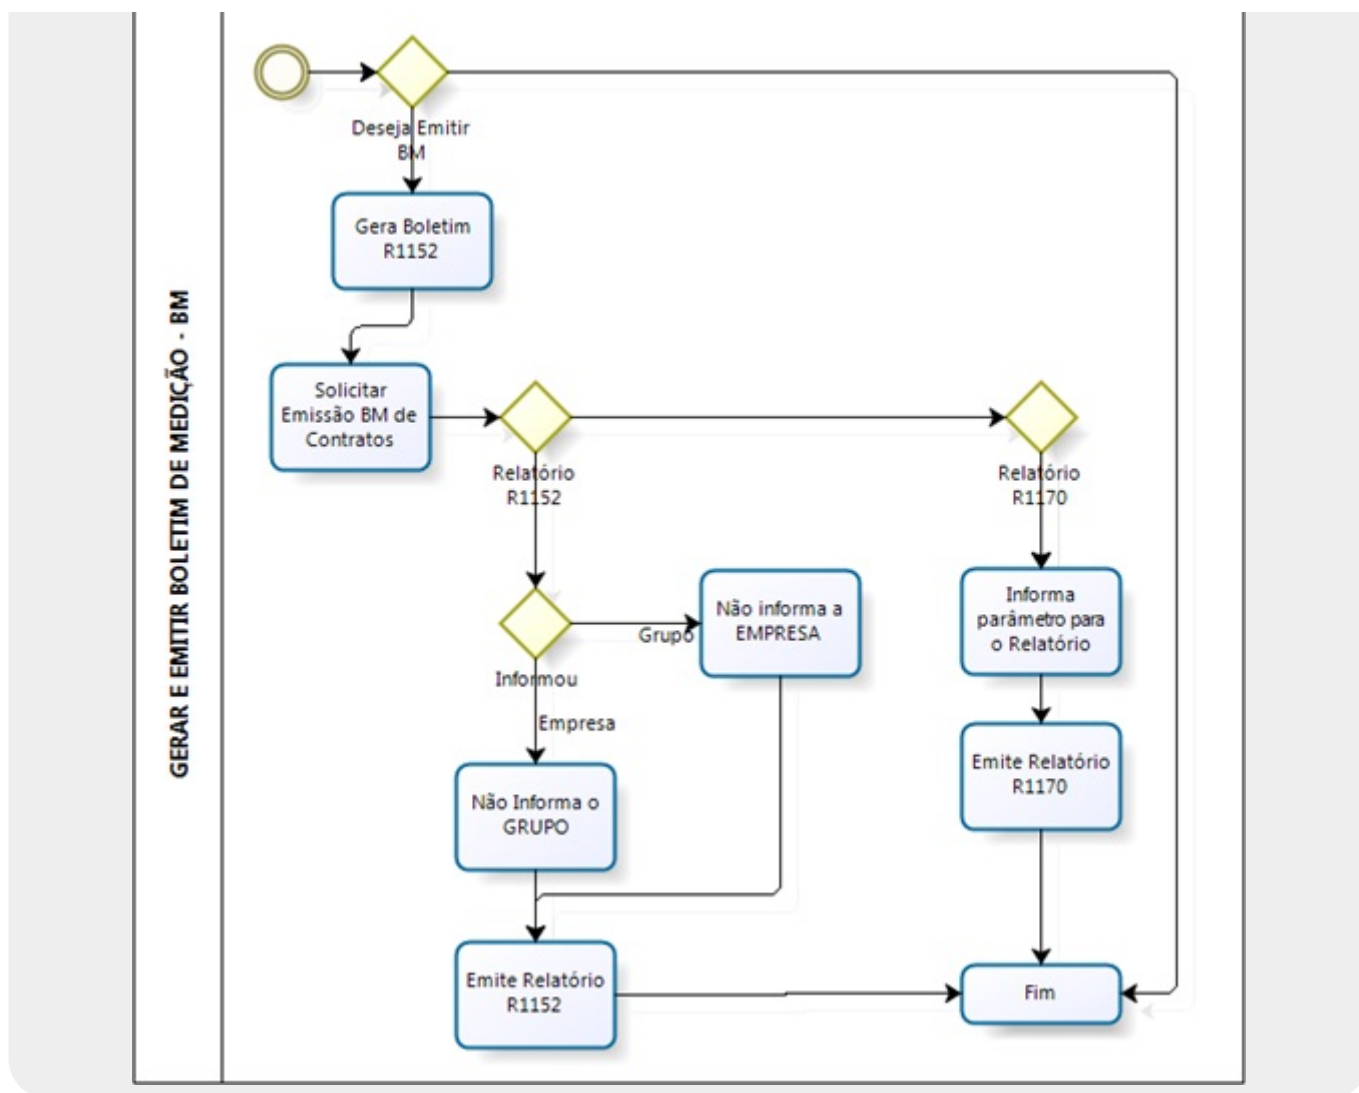 GERAR E EMITIR BOLETIM DE MEDIÇÃO - BM
Deseja Emitir
BM
Gera Boletim
R1152
Solicitar
Emissão BM de
Contratos
Relatório
R1152
Relatório
R1170
Informou
Grupo
Empresa
Não informa a
EMPRESA
Informa
parâmetro para
o Relatório
Não Informa o
GRUPO
Emite Relatório
R1170
Emite Relatório
R1152
Fim